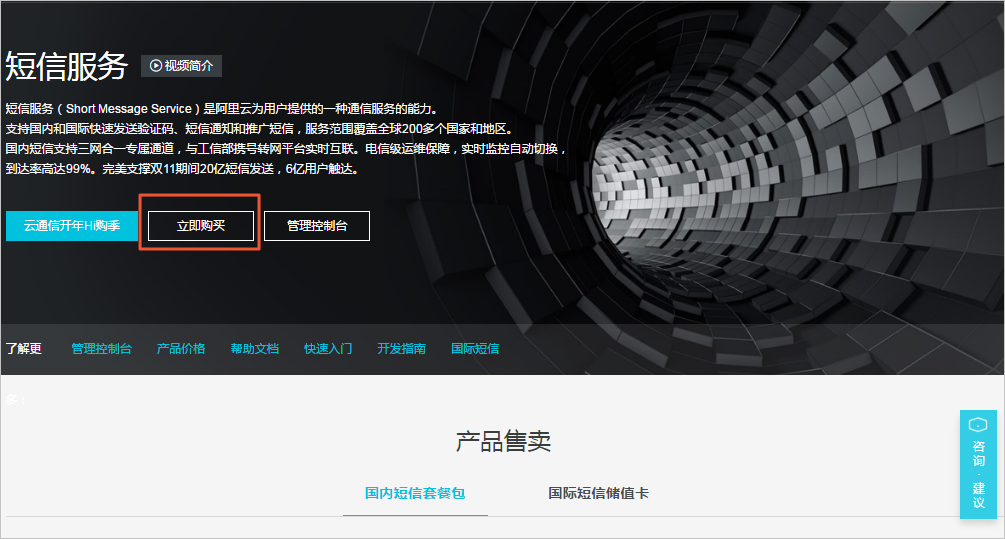 短信服务
视频简介
短信服务（Short Message Service）是阿里云为用户提供的一种通信服务的能力。
支持国内和国际快速发送验证码、短信通知和推广短信，服务范围覆盖全球200多个国家和地区。
国内短信支持三网合一专属通道，与工信部携号转网平台实时互联。电信级运维保障，实时监控自动切换，
到达率高达99%。完美支撑双11期间20亿短信发送，6亿用户触达。
云通信开年Hi购季 立即购买 管理控制台
了解更 管理控制台 产品价格 帮助文档 快速入门 开发指南 国际短信
多：
产品售卖
国内短信套餐包 国际短信储值卡
咨询·建议